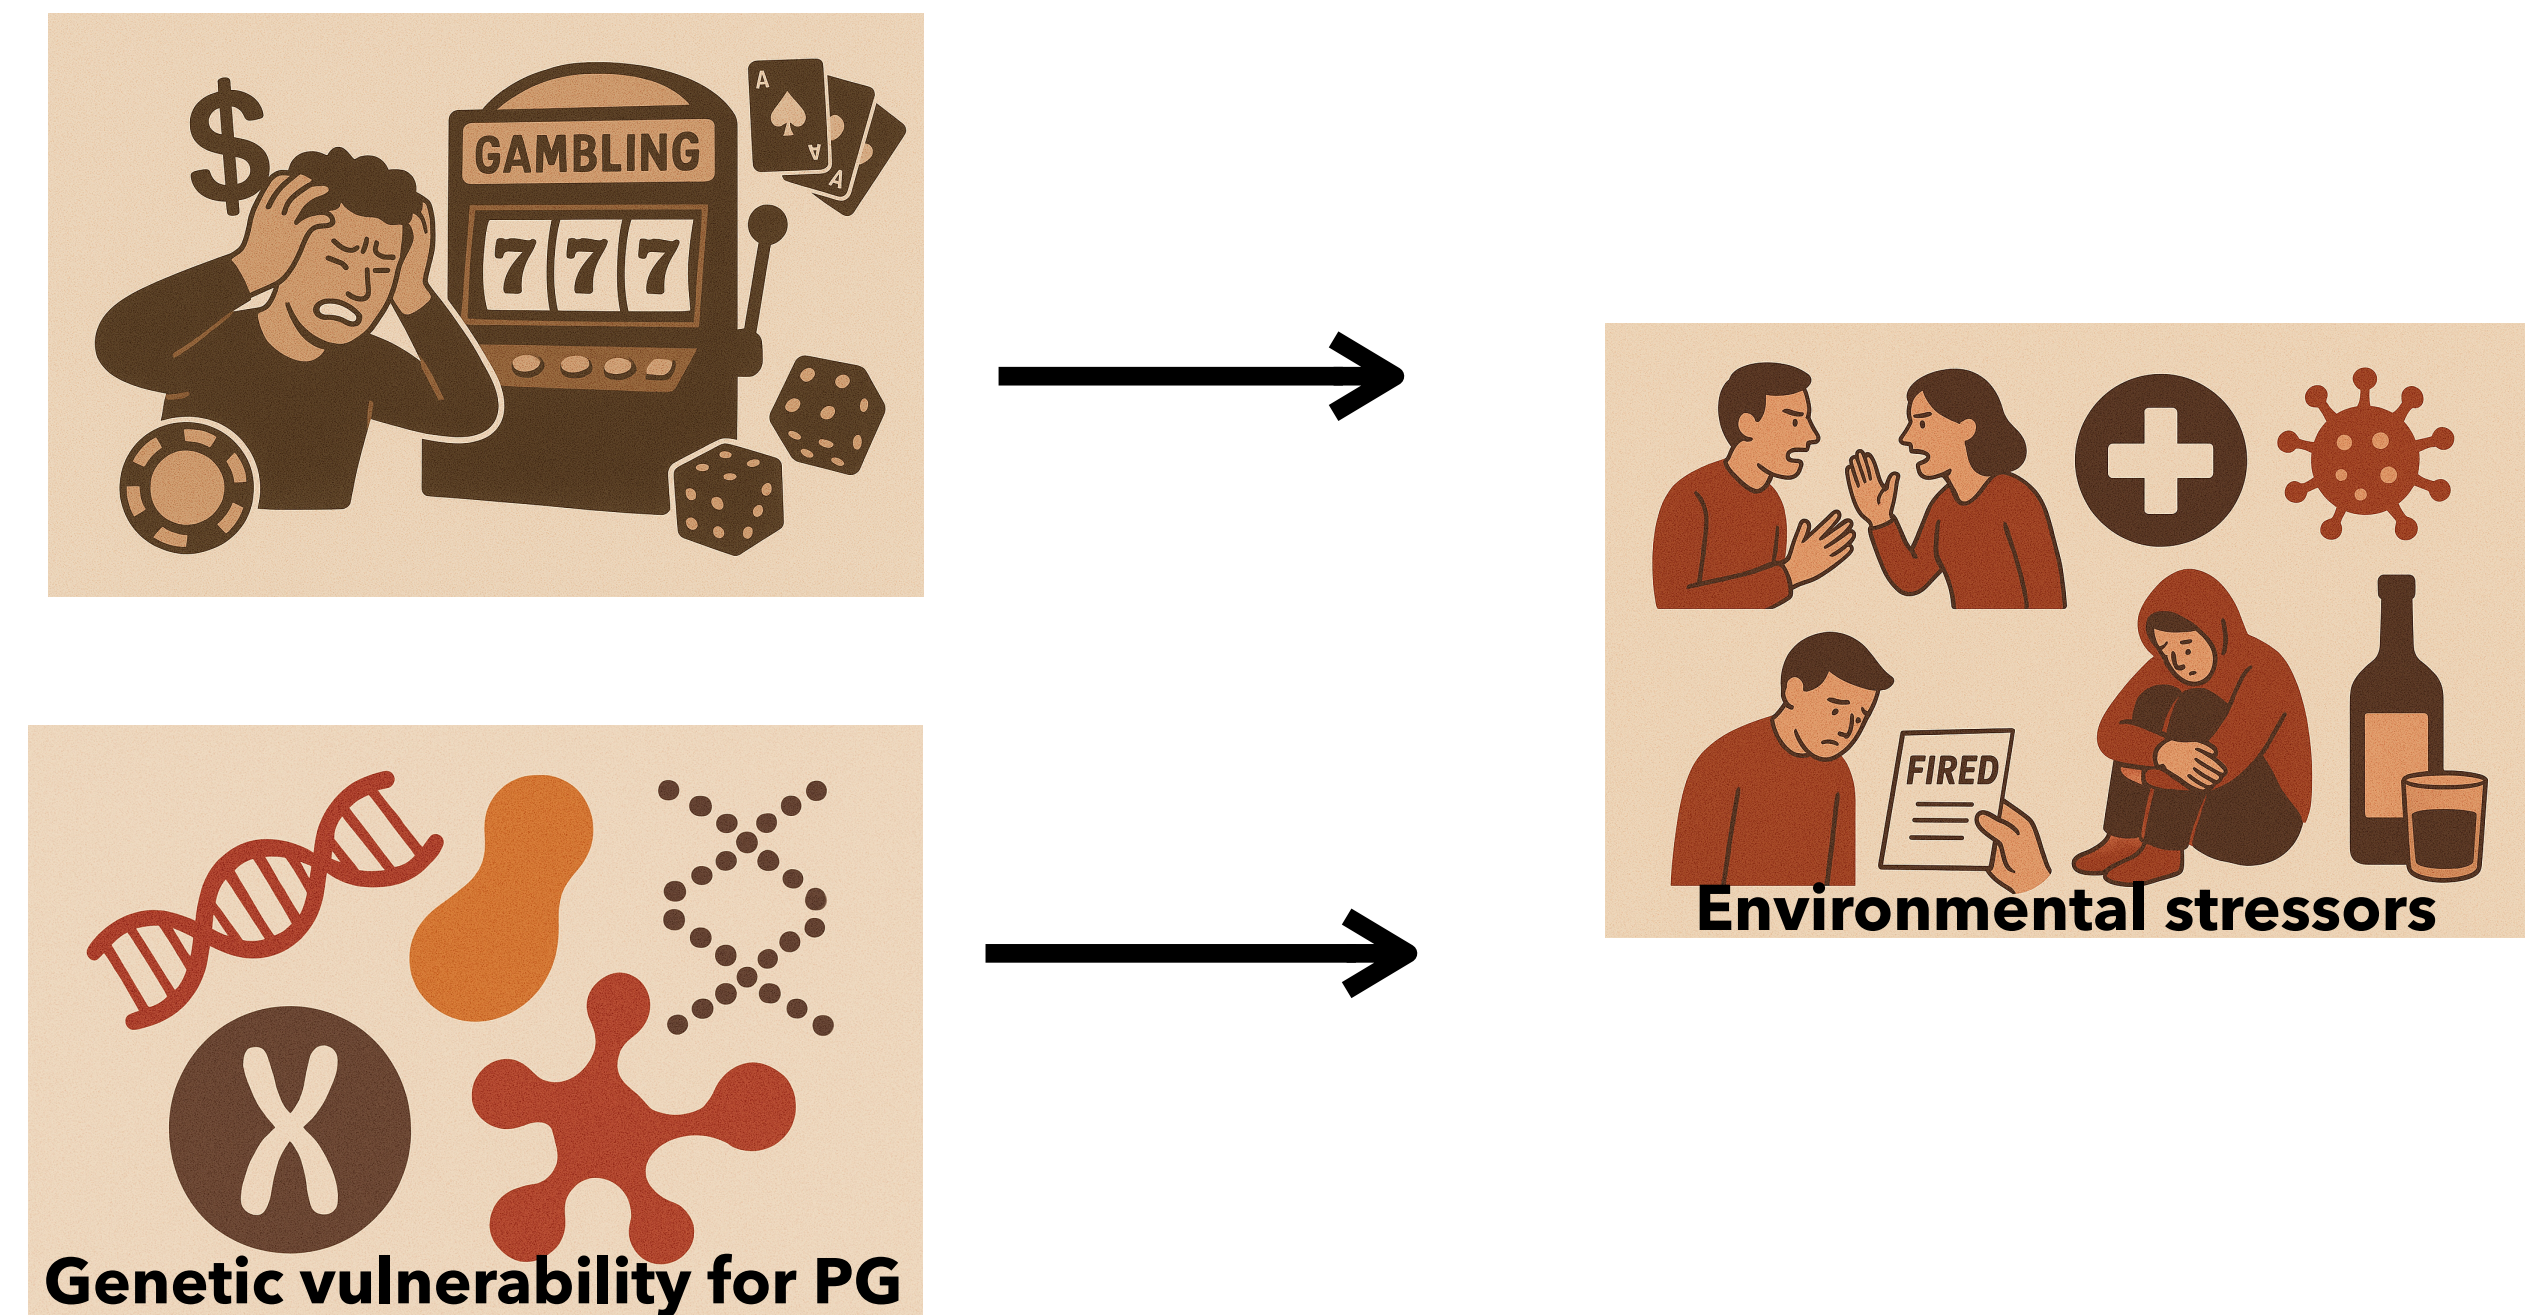 $
GAMBLING
777
A
A
A
FIRED
Environmental stressors
Genetic vulnerability for PG